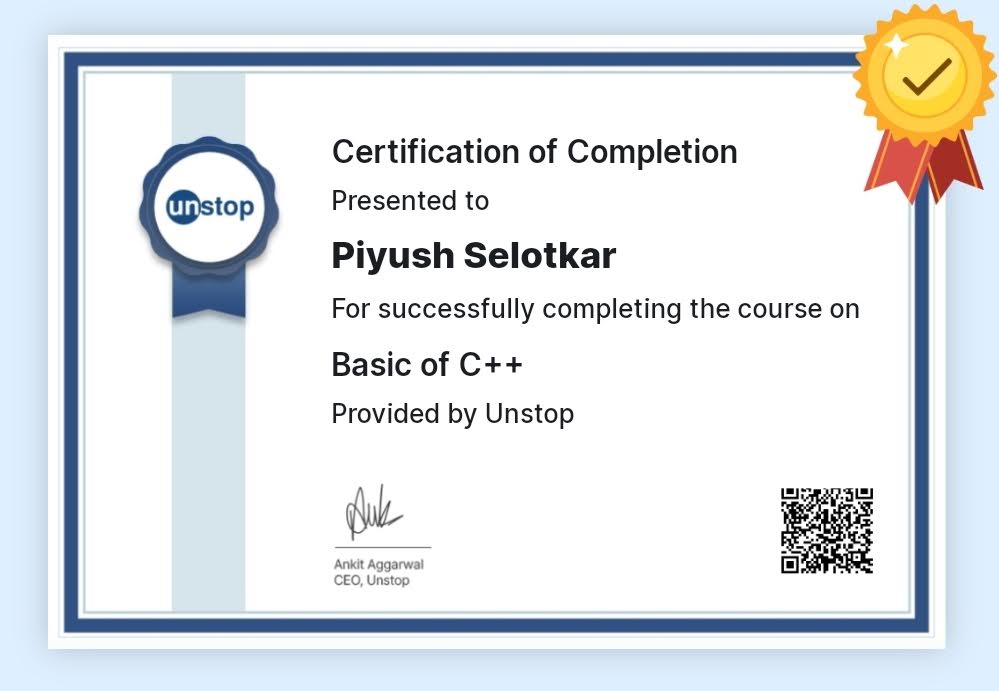 unstop
Certification of Completion
Presented to
Piyush Selotkar
For successfully completing the course on
Basic of C++
Provided by Unstop
Ankit Aggarwal
CEO, Unstop